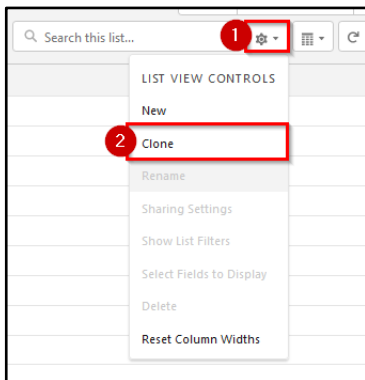 Search this list...
1
LIST VIEW CONTROLS
New
2
Clone
Rename
Sharing Settings
Show List Filters
Select Fields to Display
Delete
Reset Column Widths